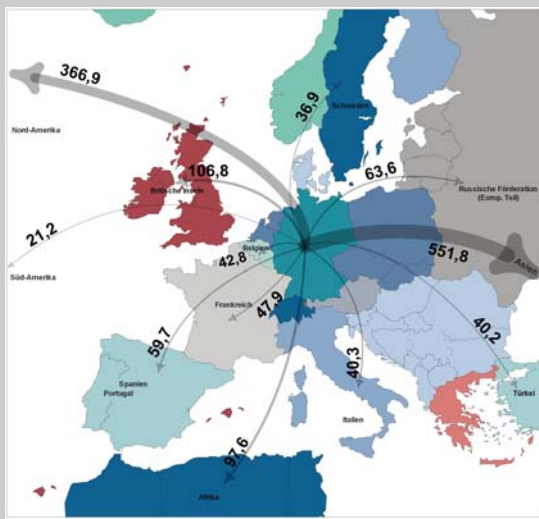 366,9
Nord-Amerika
36,9
Schweden
106,8
Britische Inseln
63,6
Russische Förderation
(Europ. Teil)
21,2
Süd-Amerika
Belgien
42,8
551,8
Asien
Frankreich
47,9
59,7
40,3
40,2
Spanien
Portugal
Türkei
Italien
97,6
Afrika